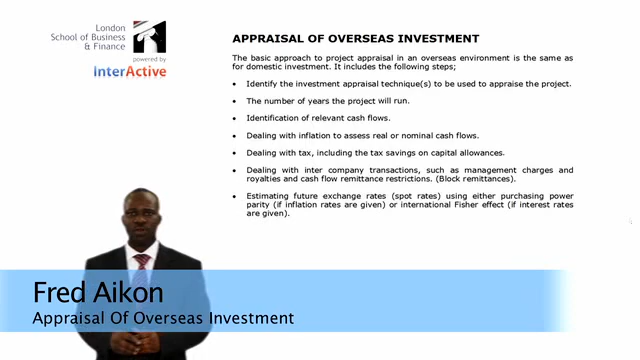 London
School of Business
& Finance
powered by
InterActive
APPRAISAL OF OVERSEAS INVESTMENT
The basic approach to project appraisal in an overseas environment is the same as
for domestic investment. It includes the following steps;
• Identify the investment appraisal technique(s) to be used to appraise the project.
• The number of years the project will run.
• Identification of relevant cash flows.
• Dealing with inflation to assess real or nominal cash flows.
• Dealing with tax, including the tax savings on capital allowances.
• Dealing with inter company transactions, such as management charges and
royalties and cash flow remittance restrictions. (Block remittances).
• Estimating future exchange rates (spot rates) using either purchasing power
parity (if inflation rates are given) or international Fisher effect (if interest rates
are given).
Fred Aikon
Appraisal Of Overseas Investment